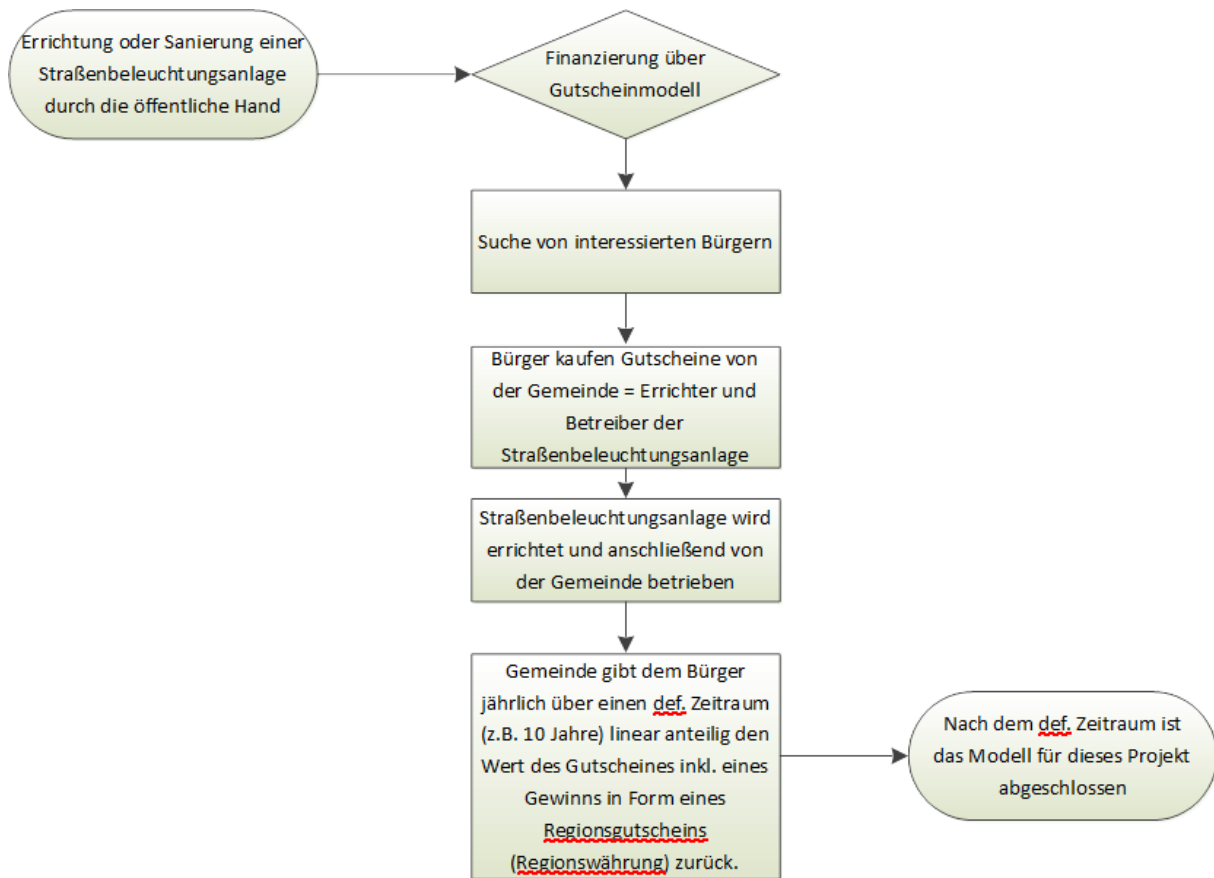 Errichtung oder Sanierung einer
Straßenbeleuchtungsanlage
durch die öffentliche Hand
Finanzierung über
Gutscheinmodell
Suche von interessierten Bürgern
Bürger kaufen Gutscheine von
der Gemeinde = Errichter und
Betreiber der
Straßenbeleuchtungsanlage
Straßenbeleuchtungsanlage wird
errichtet und anschließend von
der Gemeinde betrieben
Gemeinde gibt dem Bürger
jährlich über einen def. Zeitraum
(z.B. 10 Jahre) linear anteilig den
Wert des Gutscheines inkl. eines
Gewinns in Form eines
Regionsgutscheins
(Regionswährung) zurück.
Nach dem def. Zeitraum ist
das Modell für dieses Projekt
abgeschlossen